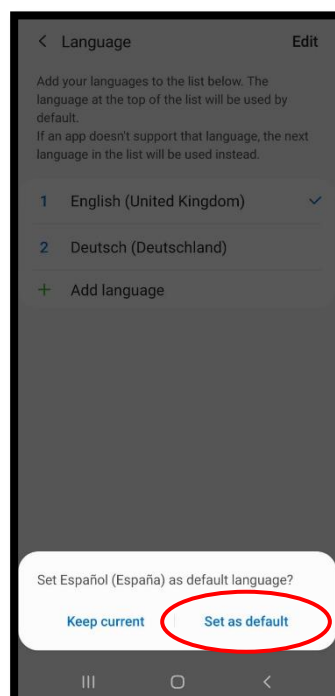 Language Edit
Add your languages to the list below. The
language at the top of the list will be used by
default.
If an app doesn't support that language, the next
language in the list will be used instead.
1 English (United Kingdom)
2 Deutsch (Deutschland)
+ Add language
Set Español (España) as default language?
Keep current Set as default